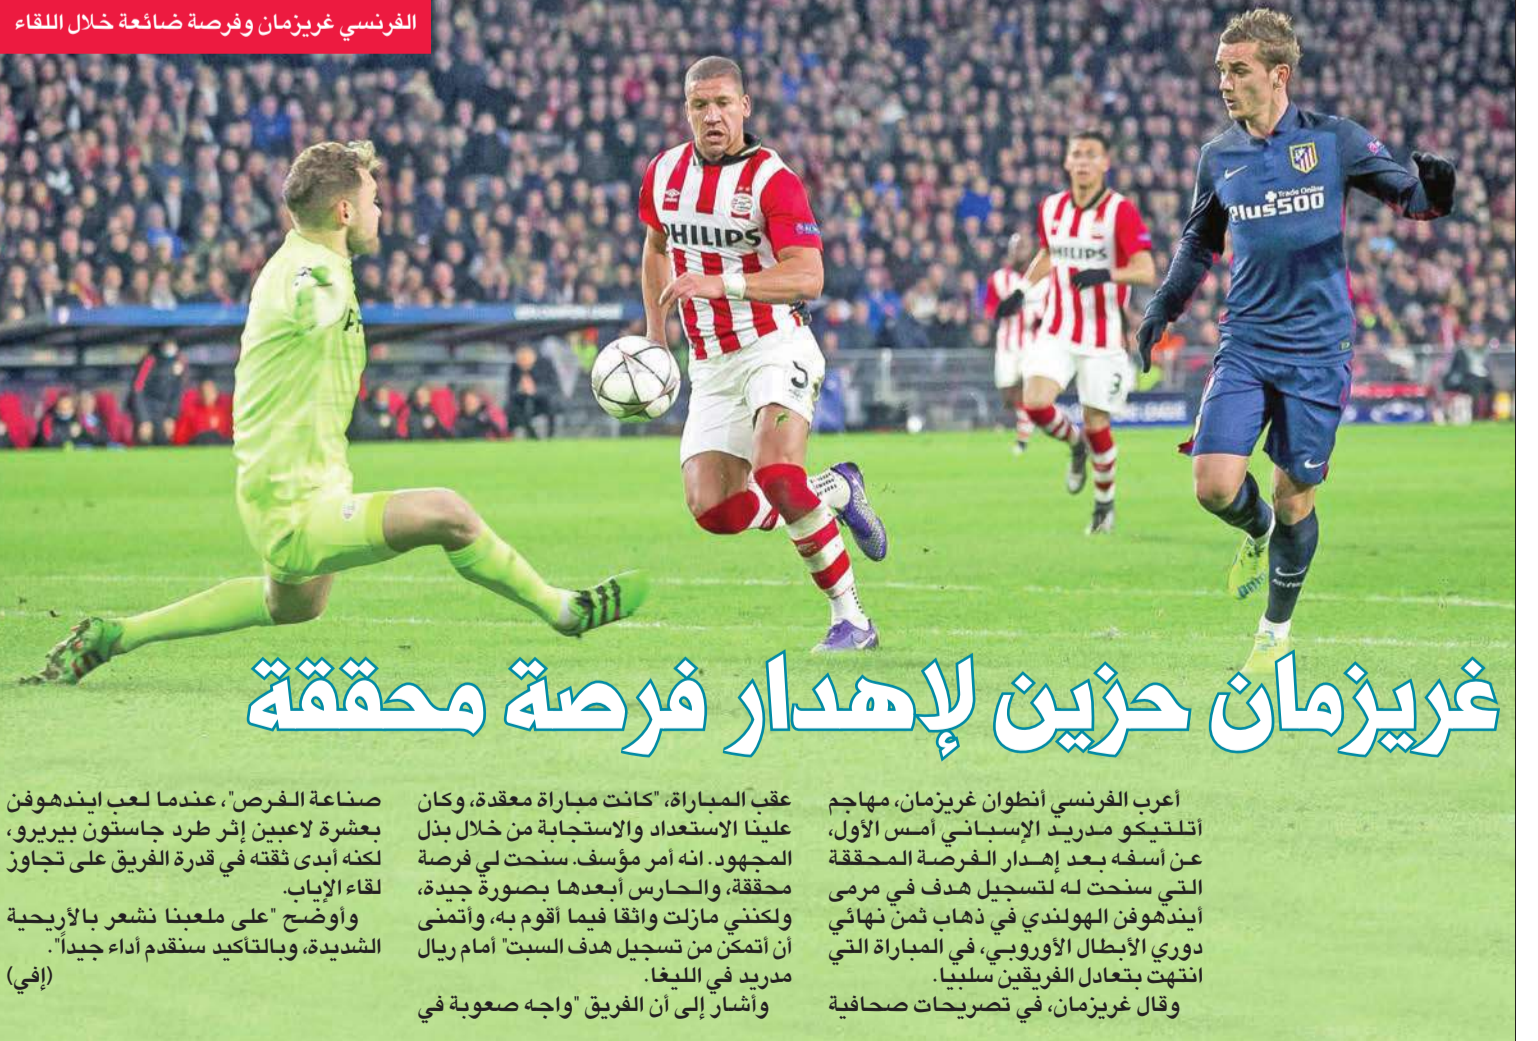 الفرنسي غريزمان وفرصة ضائعة خلال اللقاء
PHILIPS
5
PHILIPS
3
Trade Online
Plus500
غريزمان حزين لإهدار فرصة محققة
أعرب الفرنسي أنطوان غريزمان، مهاجم
أتلتيكو مدريد الإسباني أمس الأول،
عن أسفه بعد إهدار الفرصة المحققة
التي سنحت له لتسجيل هدف في مرمى
أيندهوفن الهولندي في ذهاب ثمن نهائي
دوري الأبطال الأوروبي، في المباراة التي
انتهت بتعادل الفريقين سلبيا.
وقال غريزمان، في تصريحات صحافية
عقب المباراة، "كانت مباراة معقدة، وكان
علينا الاستعداد والاستجابة من خلال بذل
المجهود. انه أمر مؤسف. سنحت لي فرصة
محققة، والحارس أبعدها بصورة جيدة،
ولكنني مازلت واثقا فيما أقوم به، وأتمنى
أن أتمكن من تسجيل هدف السبت" أمام ريال
مدريد في الليغا.
وأشار إلى أن الفريق "واجه صعوبة في
صناعة الفرص"، عندما لعب ايندهوفن
بعشرة لاعبين إثر طرد جاستون بيريرو،
لكنه أبدى ثقته في قدرة الفريق على تجاوز
لقاء الإياب.
وأوضح "على ملعبنا نشعر بالأريحية
الشديدة، وبالتأكيد سنقدم أداء جيداً".
(إفي)